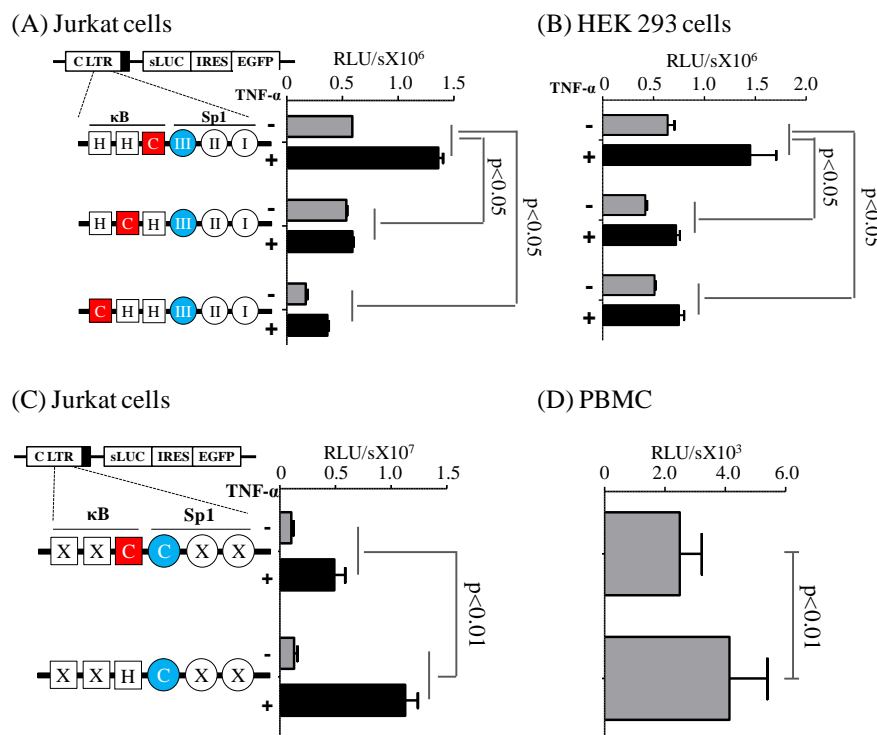 (A) Jurkat cells
C LTR sLUC IRES EGFP
RLU/sX10⁶
0 0.5 1.0 1.5
TNF-α
κB Sp1
-
H H C III II I
+
-
H C H III II I
+
-
C H H III II I
+
p<0.05
p<0.05
(B) HEK 293 cells
RLU/sX10⁶
TNF-α
0 0.5 1.0 1.5 2.0
-
+
-
+
-
+
p<0.05
p<0.05
(C) Jurkat cells
C LTR sLUC IRES EGFP
RLU/sX10⁷
0 0.5 1.0 1.5
TNF-α
κB Sp1
-
X X C C X X
+
-
X X H C X X
+
p<0.01
(D) PBMC
RLU/sX10³
0 2.0 4.0 6.0
p<0.01